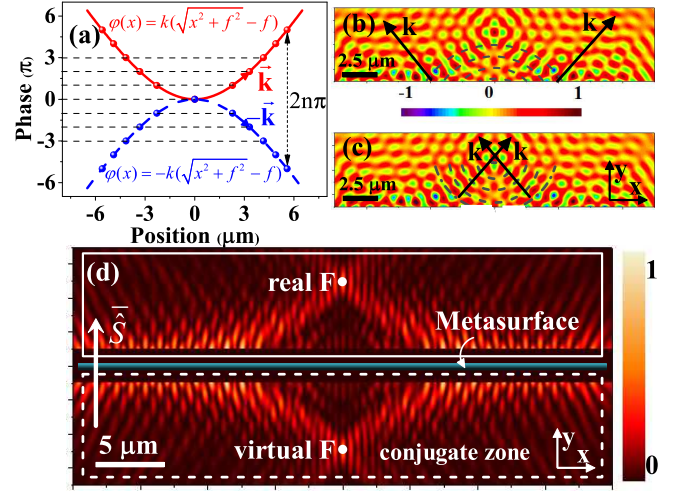 (a)
φ(x) = k(√x² + f² − f)
Phase (π)
6
3
0
3
6
k⃗
-k⃗
2nπ
φ(x) = −k(√x² + f² − f)
-6 -3 0 3 6
Position (μm)
(b)
k k
2.5 μm
-1 0 1
(c)
k k
2.5 μm
y
x
(d)
real F
Ŝ
Metasurface
5 μm
virtual F
conjugate zone
y
x
1
0